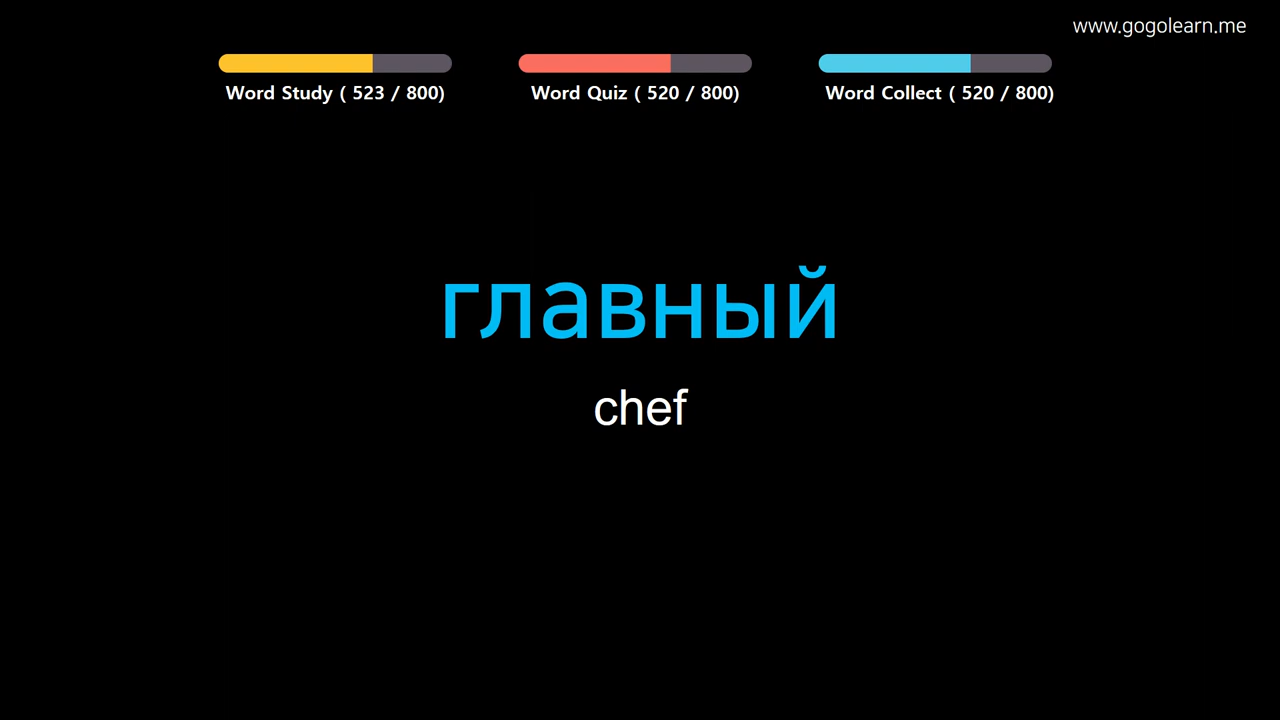 www.gogolearn.me
Word Study ( 523 / 800)
Word Quiz ( 520 / 800)
Word Collect ( 520 / 800)
главный
chef